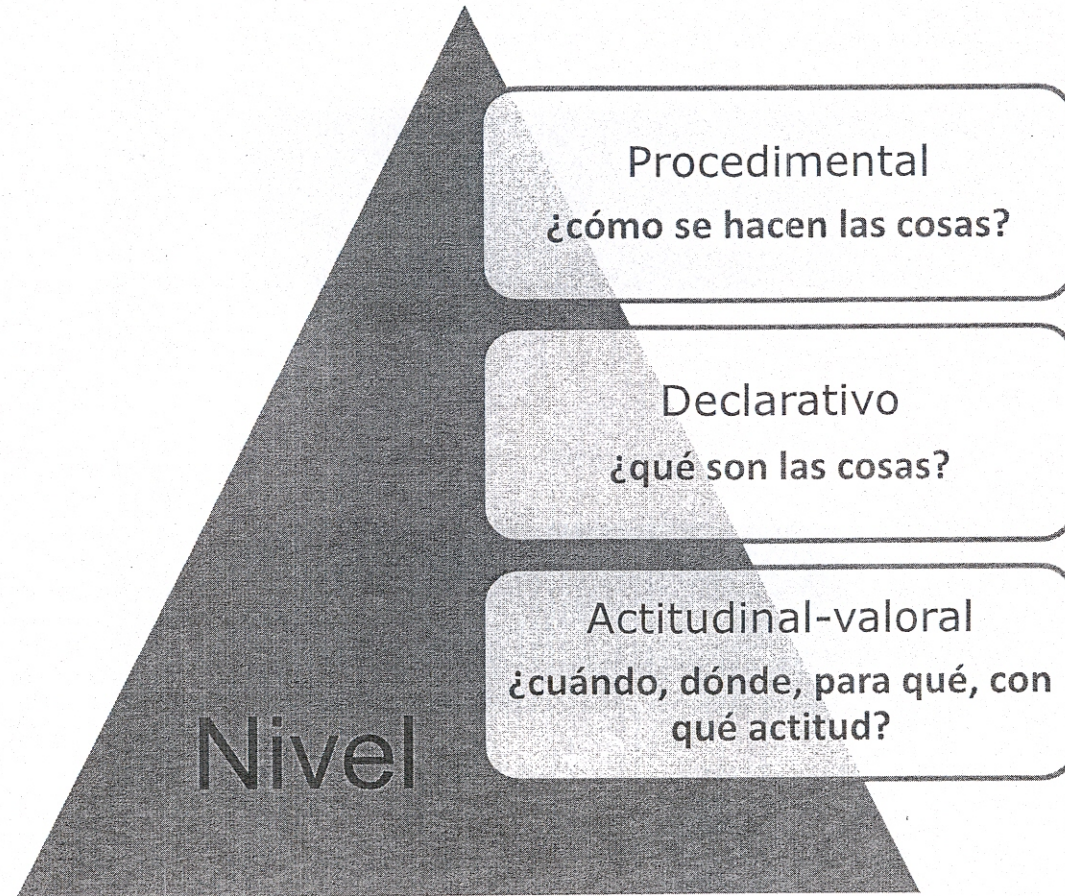 Procedimental
¿cómo se hacen las cosas?
Declarativo
¿qué son las cosas?
Actitudinal-valoral
¿cuándo, dónde, para qué, con
qué actitud?
Nivel